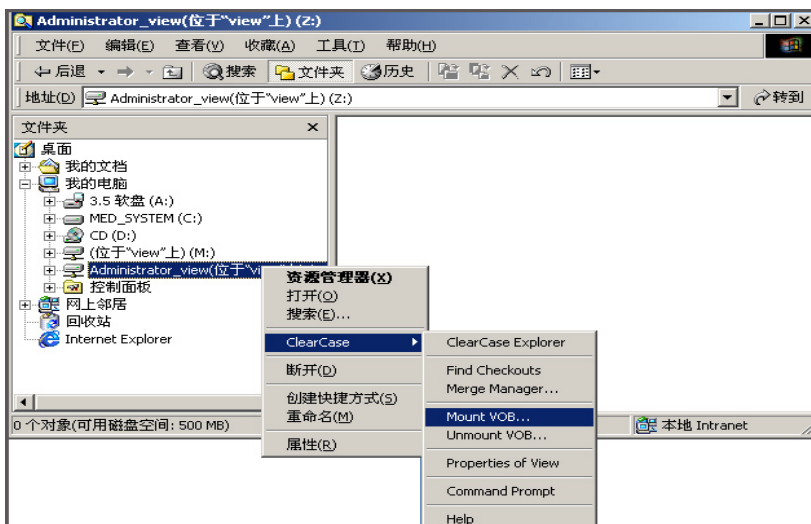 Administrator_view(位于"view"上) (Z:)
文件(F) 编辑(E) 查看(V) 收藏(A) 工具(T) 帮助(H)
后退 搜索 文件夹 历史
地址(D) Administrator_view(位于"view"上) (Z:) 转到
文件夹
桌面
我的文档
我的电脑
3.5 软盘 (A:)
MED_SYSTEM (C:)
CD (D:)
(位于"view"上) (M:)
Administrator_view(位于"vi
控制面板
网上邻居
回收站
Internet Explorer
资源管理器(X)
打开(O)
搜索(E)...
ClearCase
断开(D)
创建快捷方式(S)
重命名(M)
属性(R)
ClearCase Explorer
Find Checkouts
Merge Manager...
Mount VOB...
Unmount VOB...
Properties of View
Command Prompt
Help
0 个对象(可用磁盘空间: 500 MB) 本地 Intranet